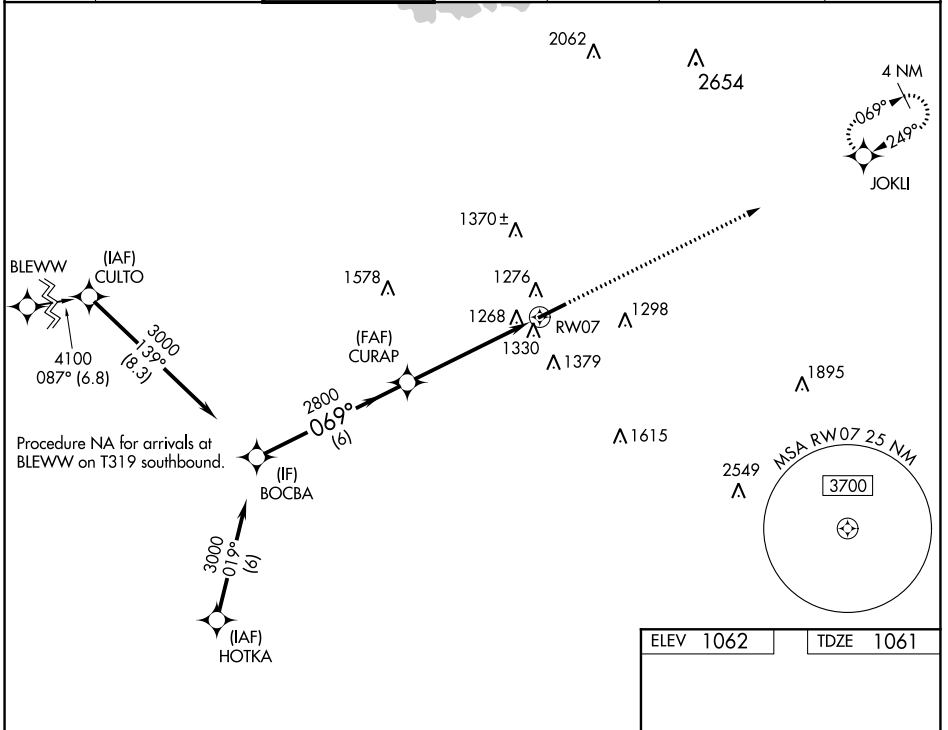 2062
2654
4 NM
069°
249°
JOKLI
1370±
BLEWW
(IAF)
CULTO
1578
1276
1268
RW07
1298
1330
(FAF)
CURAP
1379
3000
139°
(8.3)
4100
087° (6.8)
2800
069°
(6)
1895
Procedure NA for arrivals at
BLEWW on T319 southbound.
1615
(IF)
BOCBA
2549
MSA RW07 25 NM
3700
3000
019°
(6)
(IAF)
HOTKA
ELEV 1062
TDZE 1061